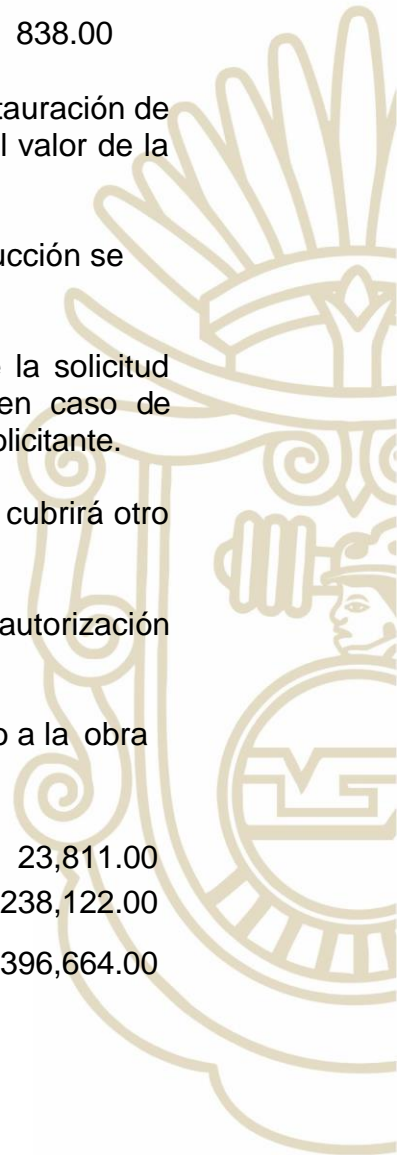 838.00
tauración de
l valor de la
ucción se
la solicitud
en caso de
olicitante.
cubrirá otro
autorización
o a la obra
23,811.00
238,122.00
396,664.00